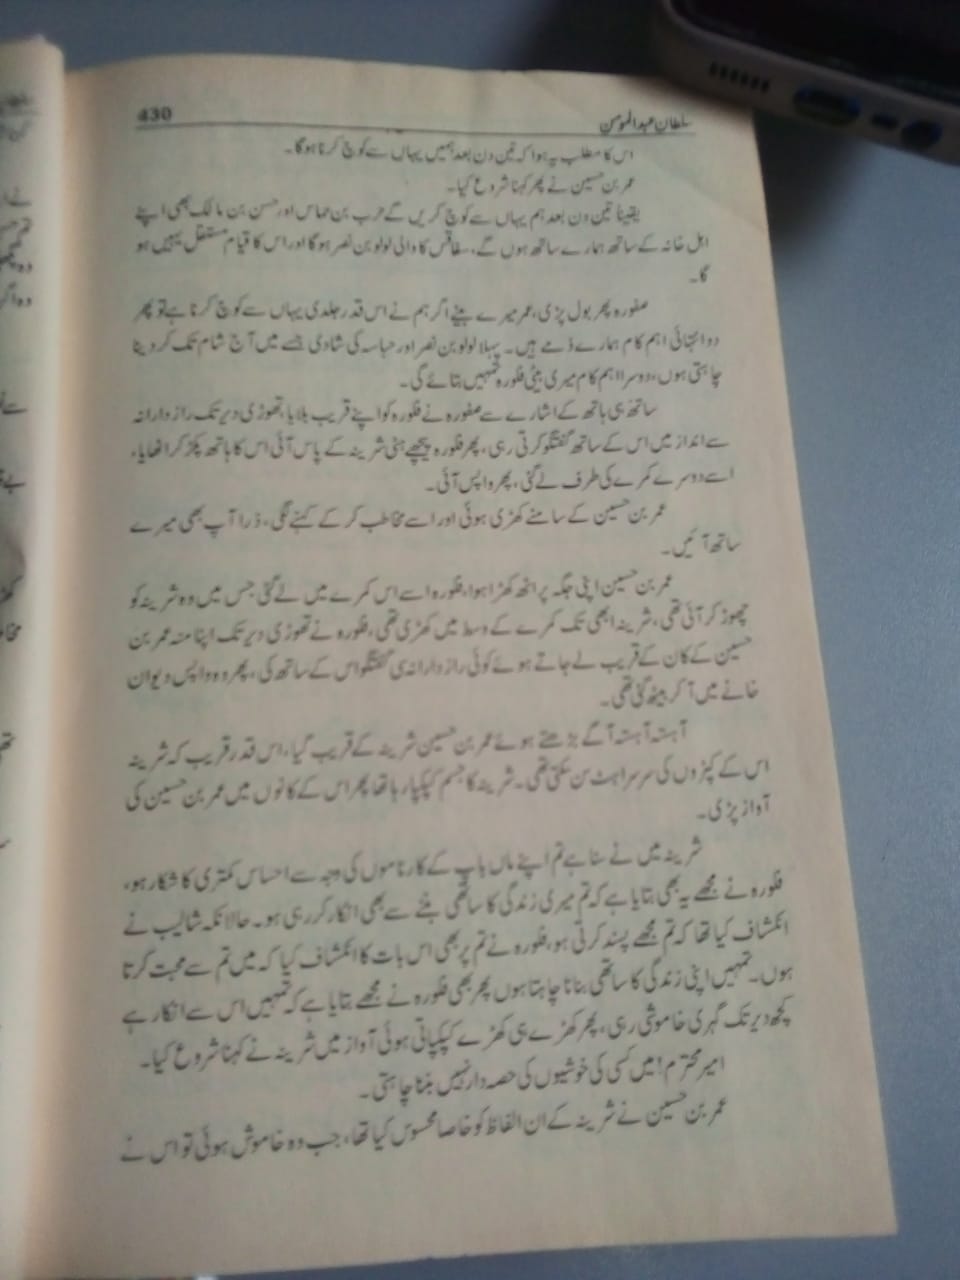 430
سلطان عبدالمومن
اس کا مطلب یہ ہوا کہ تین دن بعد ہمیں یہاں سے کوچ کرنا ہوگا۔
عمر بن حسین نے پھر کہنا شروع کیا۔
یقیناً تین دن بعد ہم یہاں سے کوچ کریں گے حرب بن حماس اور حسن بن مالک بھی اپنے
اہل خانہ کے ساتھ ہمارے ساتھ ہوں گے، سفاقس کا والی لولو بن نصر ہوگا اور اس کا قیام مستقل یہیں ہو
گا۔
صفورہ پھر بول پڑی، عمر میرے بیٹے اگر ہم نے اس قدر جلدی یہاں سے کوچ کرنا ہے تو پھر
دو انتہائی اہم کام ہمارے ذمے ہیں۔ پہلا لولو بن نصر اور عباسہ کی شادی جسے میں آج شام تک کر دینا
چاہتی ہوں، دوسرا اہم کام میری بیٹی فلورہ تمہیں بتائے گی۔
ساتھ ہی ہاتھ کے اشارے سے صفورہ نے فلورہ کو اپنے قریب بلایا، تھوڑی دیر تک رازدارانہ
سے انداز میں اس کے ساتھ گفتگو کرتی رہی، پھر فلورہ پیچھے ہٹی شرینہ کے پاس آئی اس کا ہاتھ پکڑ کر اٹھایا،
اسے دوسرے کمرے کی طرف لے گئی، پھر واپس آئی۔
عمر بن حسین کے سامنے کھڑی ہوئی اور اسے مخاطب کر کے کہنے لگی، ذرا آپ بھی میرے
ساتھ آئیں۔
عمر بن حسین اپنی جگہ پر اٹھ کھڑا ہوا، فلورہ اسے اس کمرے میں لے گئی جس میں وہ شرینہ کو
چھوڑ کر آئی تھی، شرینہ ابھی تک کمرے کے وسط میں کھڑی تھی، فلورہ نے تھوڑی دیر تک اپنا منہ عمر بن
حسین کے کان کے قریب لے جاتے ہوئے کوئی رازدارانہ ہی گفتگو اس کے ساتھ کی، پھر وہ واپس دیوان
خانے میں آ کر بیٹھ گئی تھی۔
آہستہ آہستہ آگے بڑھتے ہوئے عمر بن حسین شرینہ کے قریب گیا، اس قدر قریب کہ شرینہ
اس کے کپڑوں کی سرسراہٹ سن سکتی تھی۔ شرینہ کا جسم کپکپا رہا تھا پھر اس کے کانوں میں عمر بن حسین کی
آواز پڑی۔
شرینہ میں نے سنا ہے تم اپنے ماں باپ کے کارناموں کی وجہ سے احساس کمتری کا شکار ہو،
فلورہ نے مجھے یہ بھی بتایا ہے کہ تم میری زندگی کا ساتھی بننے سے بھی انکار کر رہی ہو۔ حالانکہ شالیب نے
انکشاف کیا تھا کہ تم مجھے پسند کرتی ہو، فلورہ نے تم پر بھی اس بات کا انکشاف کیا کہ میں تم سے محبت کرتا
ہوں۔ تمہیں اپنی زندگی کا ساتھی بنانا چاہتا ہوں پھر بھی فلورہ نے مجھے بتایا ہے کہ تمہیں اس سے انکار ہے
کچھ دیر تک گہری خاموشی رہی، پھر کھڑے ہی کھڑے کپکپاتی ہوئی آواز میں شرینہ نے کہنا شروع کیا۔
امیر محترم! میں کسی کی خوشیوں کی حصہ دار نہیں بننا چاہتی۔
عمر بن حسین نے شرینہ کے ان الفاظ کو خاصا محسوس کیا تھا، جب وہ خاموش ہوئی تو اس نے